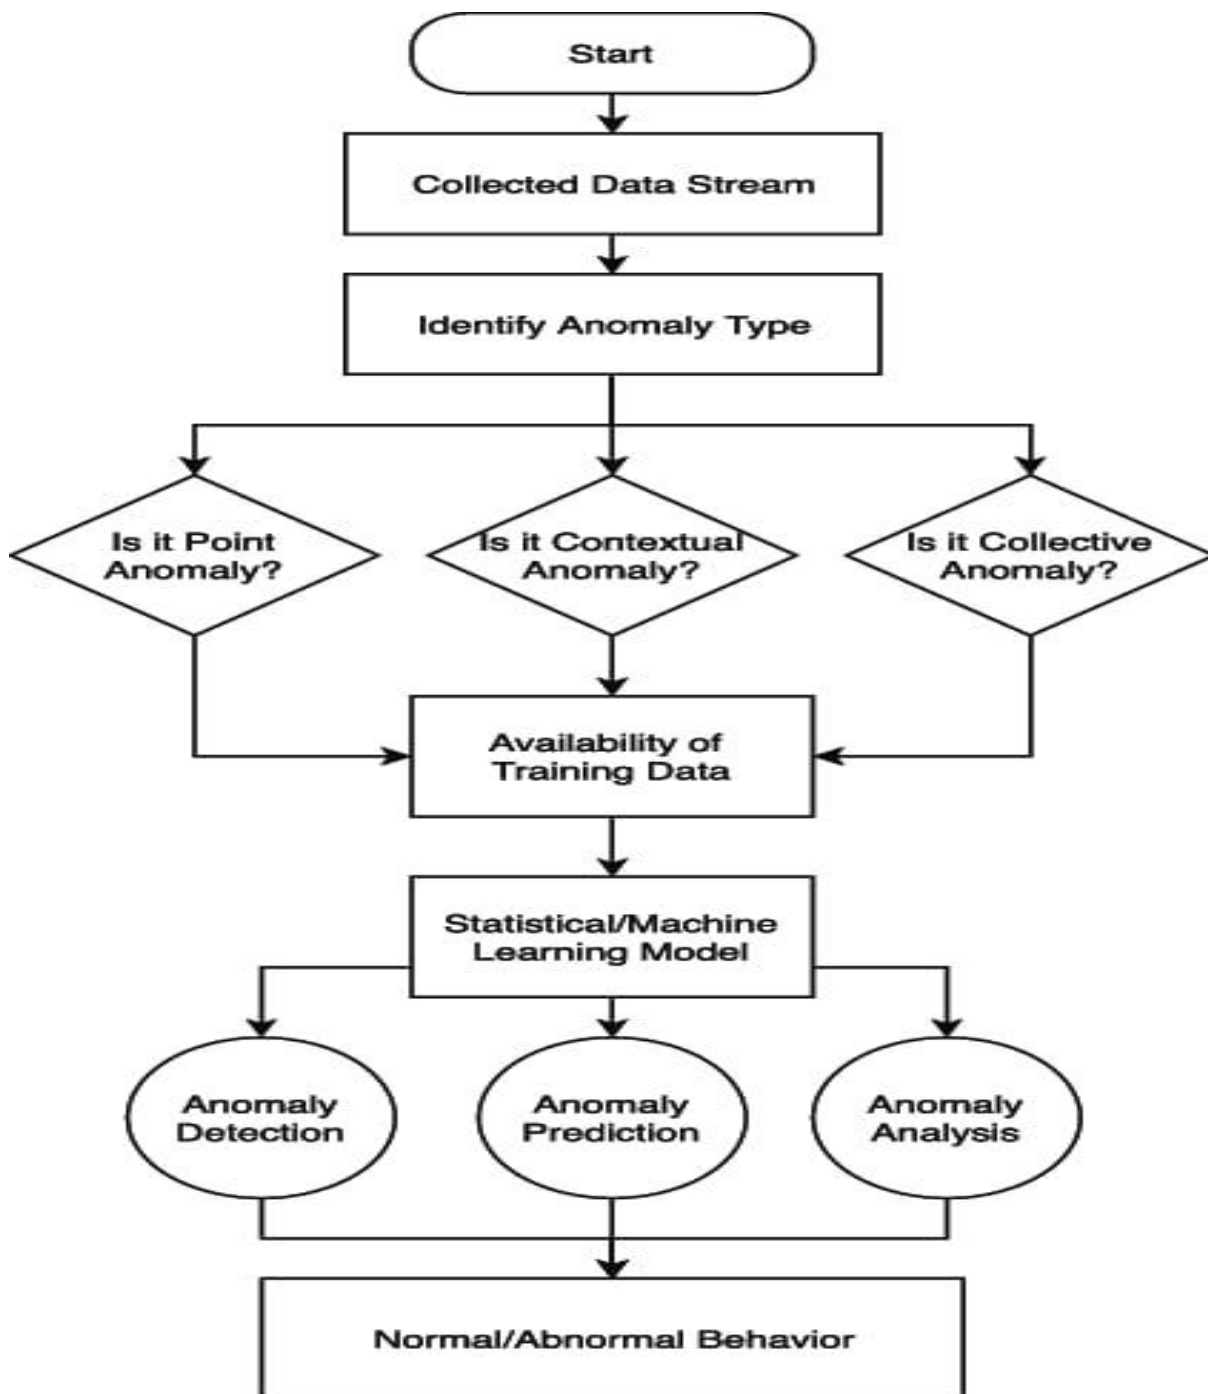 Start
Collected Data Stream
Identify Anomaly Type
Is it Point
Anomaly?
Is it Contextual
Anomaly?
Is it Collective
Anomaly?
Availability of
Training Data
Statistical/Machine
Learning Model
Anomaly
Detection
Anomaly
Prediction
Anomaly
Analysis
Normal/Abnormal Behavior